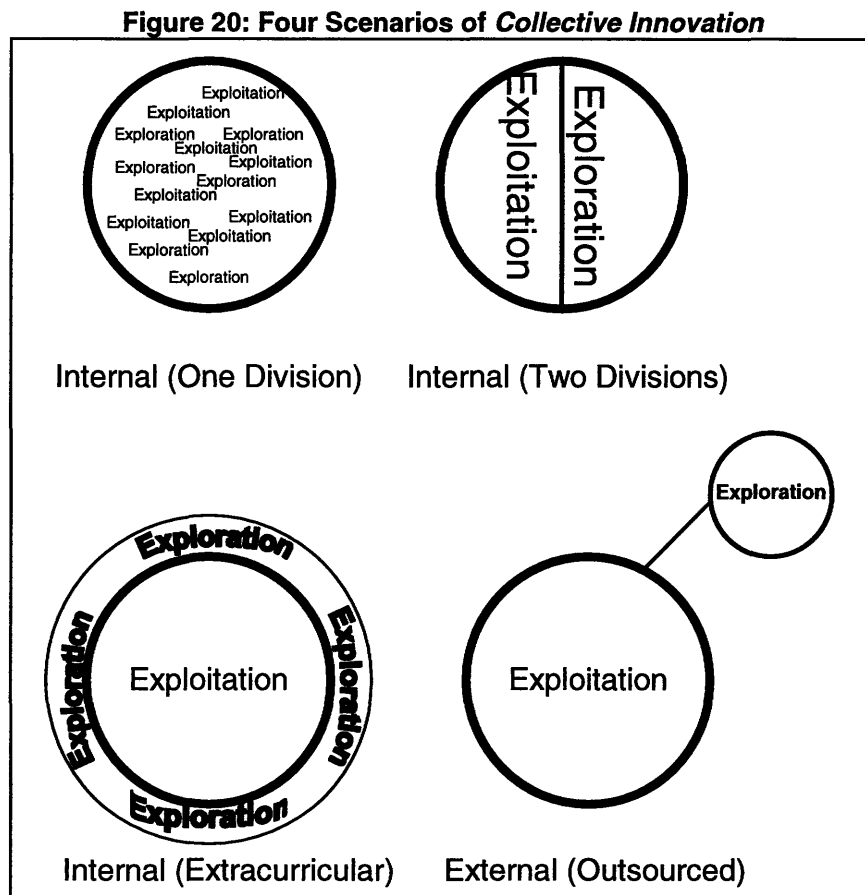 Figure 20: Four Scenarios of Collective Innovation
Exploitation
Exploitation
Exploration Exploration
Exploitation
Exploration Exploitation
Exploration
Exploitation
Exploitation Exploitation
Exploitation
Exploration
Exploration
Exploitation
Exploration
Internal (One Division)
Internal (Two Divisions)
Exploration
Exploration
Exploitation
Exploration
Exploration
Exploration
Exploitation
Internal (Extracurricular)
External (Outsourced)